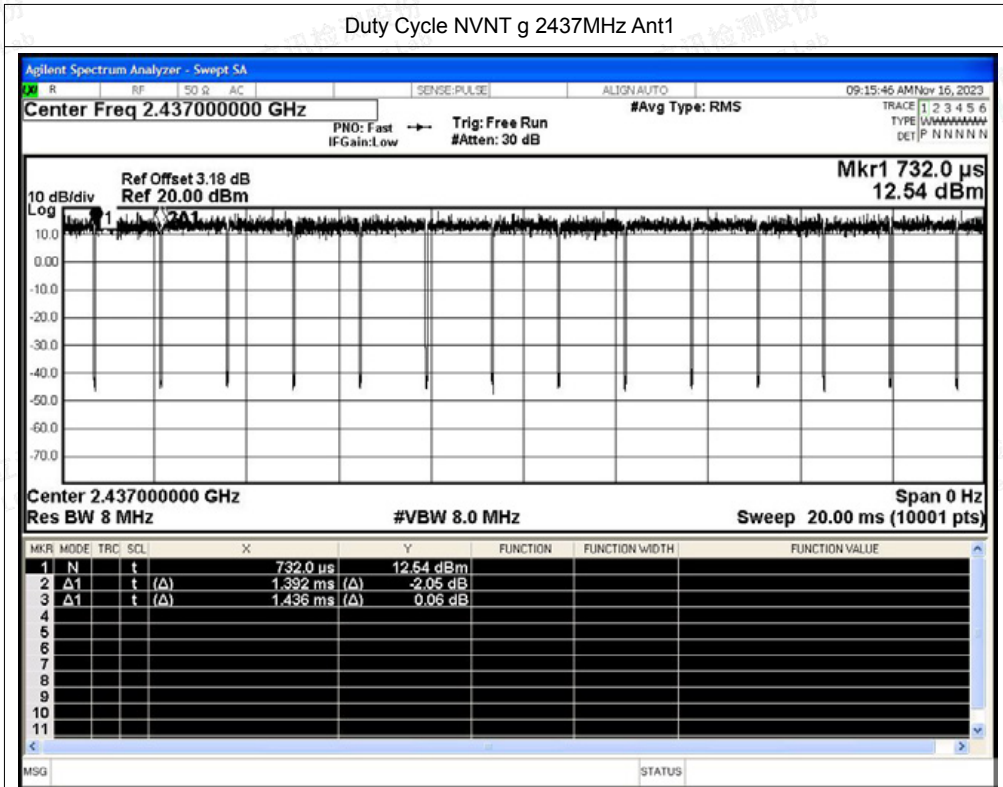 Duty Cycle NVNT g 2437MHz Ant1
Agilent Spectrum Analyzer - Swept SA
R RF 50 Ω AC SENSE:PULSE ALIGN AUTO 09:15:46 AM Nov 16, 2023
Center Freq 2.437000000 GHz #Avg Type: RMS TRACE 1 2 3 4 5 6
PNO: Fast Trig: Free Run TYPE W
IFGain:Low #Atten: 30 dB DET P N N N N N
Mkr1 732.0 µs
12.54 dBm
Ref Offset 3.18 dB
10 dB/div Ref 20.00 dBm
Log
1 2Δ1
10.0
0.00
-10.0
-20.0
-30.0
-40.0
-50.0
-60.0
-70.0
Center 2.437000000 GHz Span 0 Hz
Res BW 8 MHz #VBW 8.0 MHz Sweep 20.00 ms (10001 pts)
MKR MODE TRC SCL X Y FUNCTION FUNCTION WIDTH FUNCTION VALUE
1 N t 732.0 µs 12.54 dBm
2 Δ1 t (Δ) 1.392 ms (Δ) -2.05 dB
3 Δ1 t (Δ) 1.436 ms (Δ) 0.06 dB
4
5
6
7
8
9
10
11
MSG STATUS